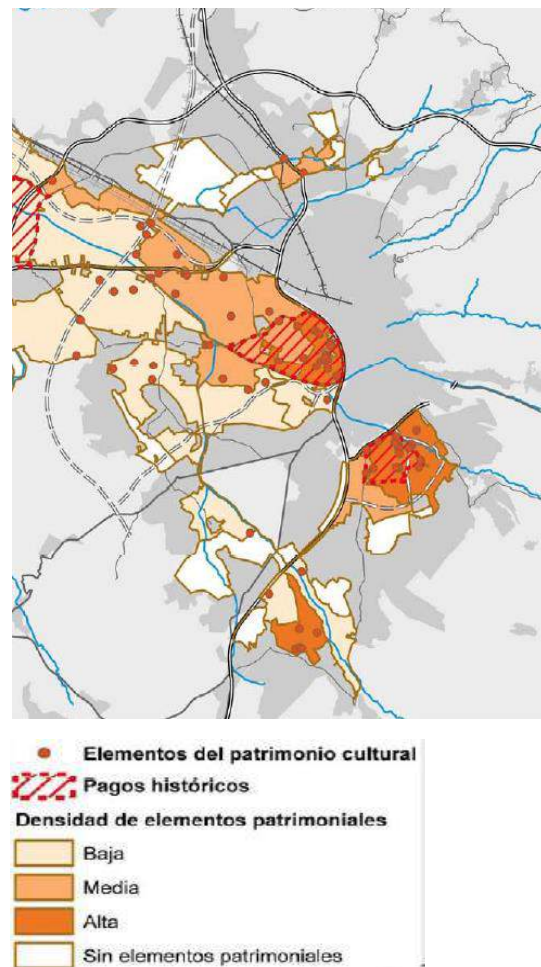 Elementos del patrimonio cultural
Pagos históricos
Densidad de elementos patrimoniales
Baja
Media
Alta
Sin elementos patrimoniales